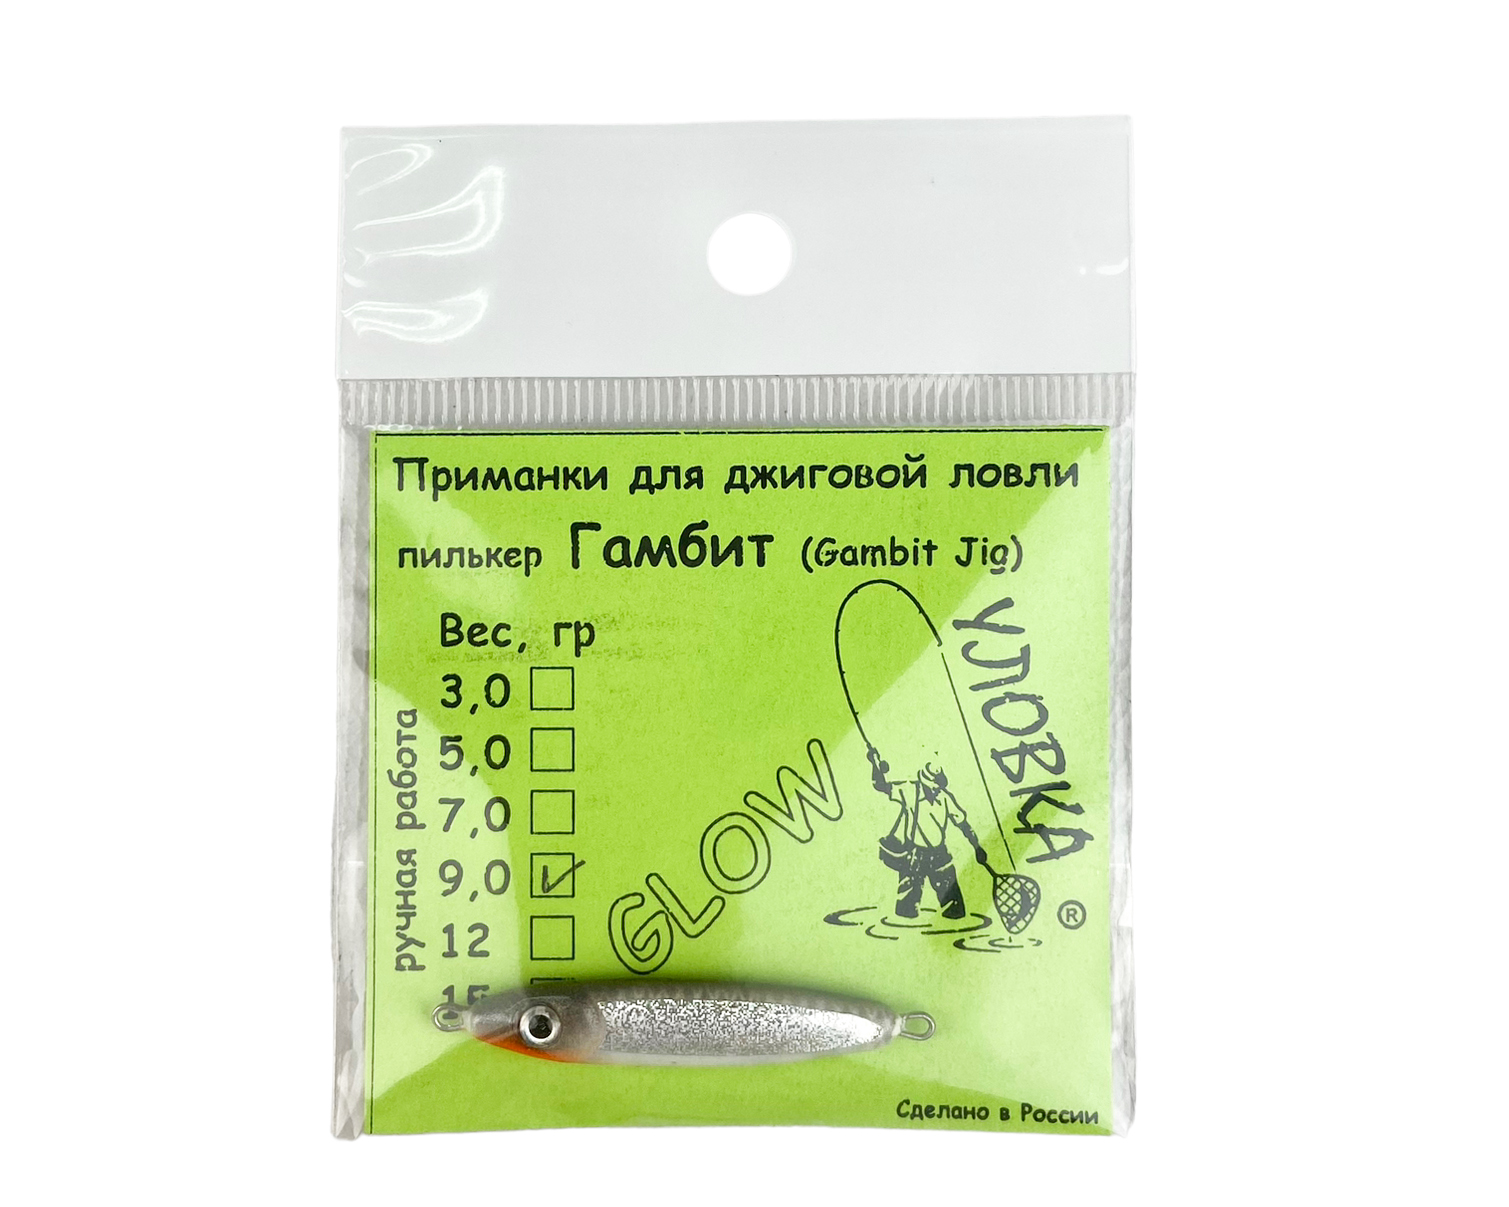 Приманки для джиговой ловли
пилькер Гамбит (Gambit Jig)
Вес, гр
3,0
5,0
7,0
9,0
12
15
ручная работа
GLOW
УЛОВКА
®
Сделано в России